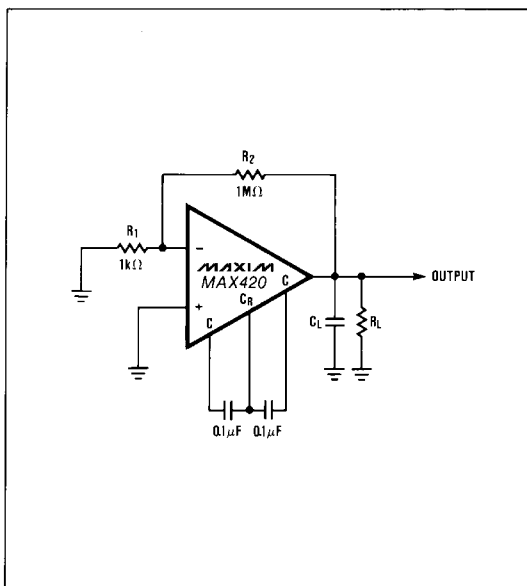 R2
1MΩ
R1
1kΩ
−
MAXIM
MAX420
+
C
CR
C
OUTPUT
CL
RL
0.1μF
0.1μF